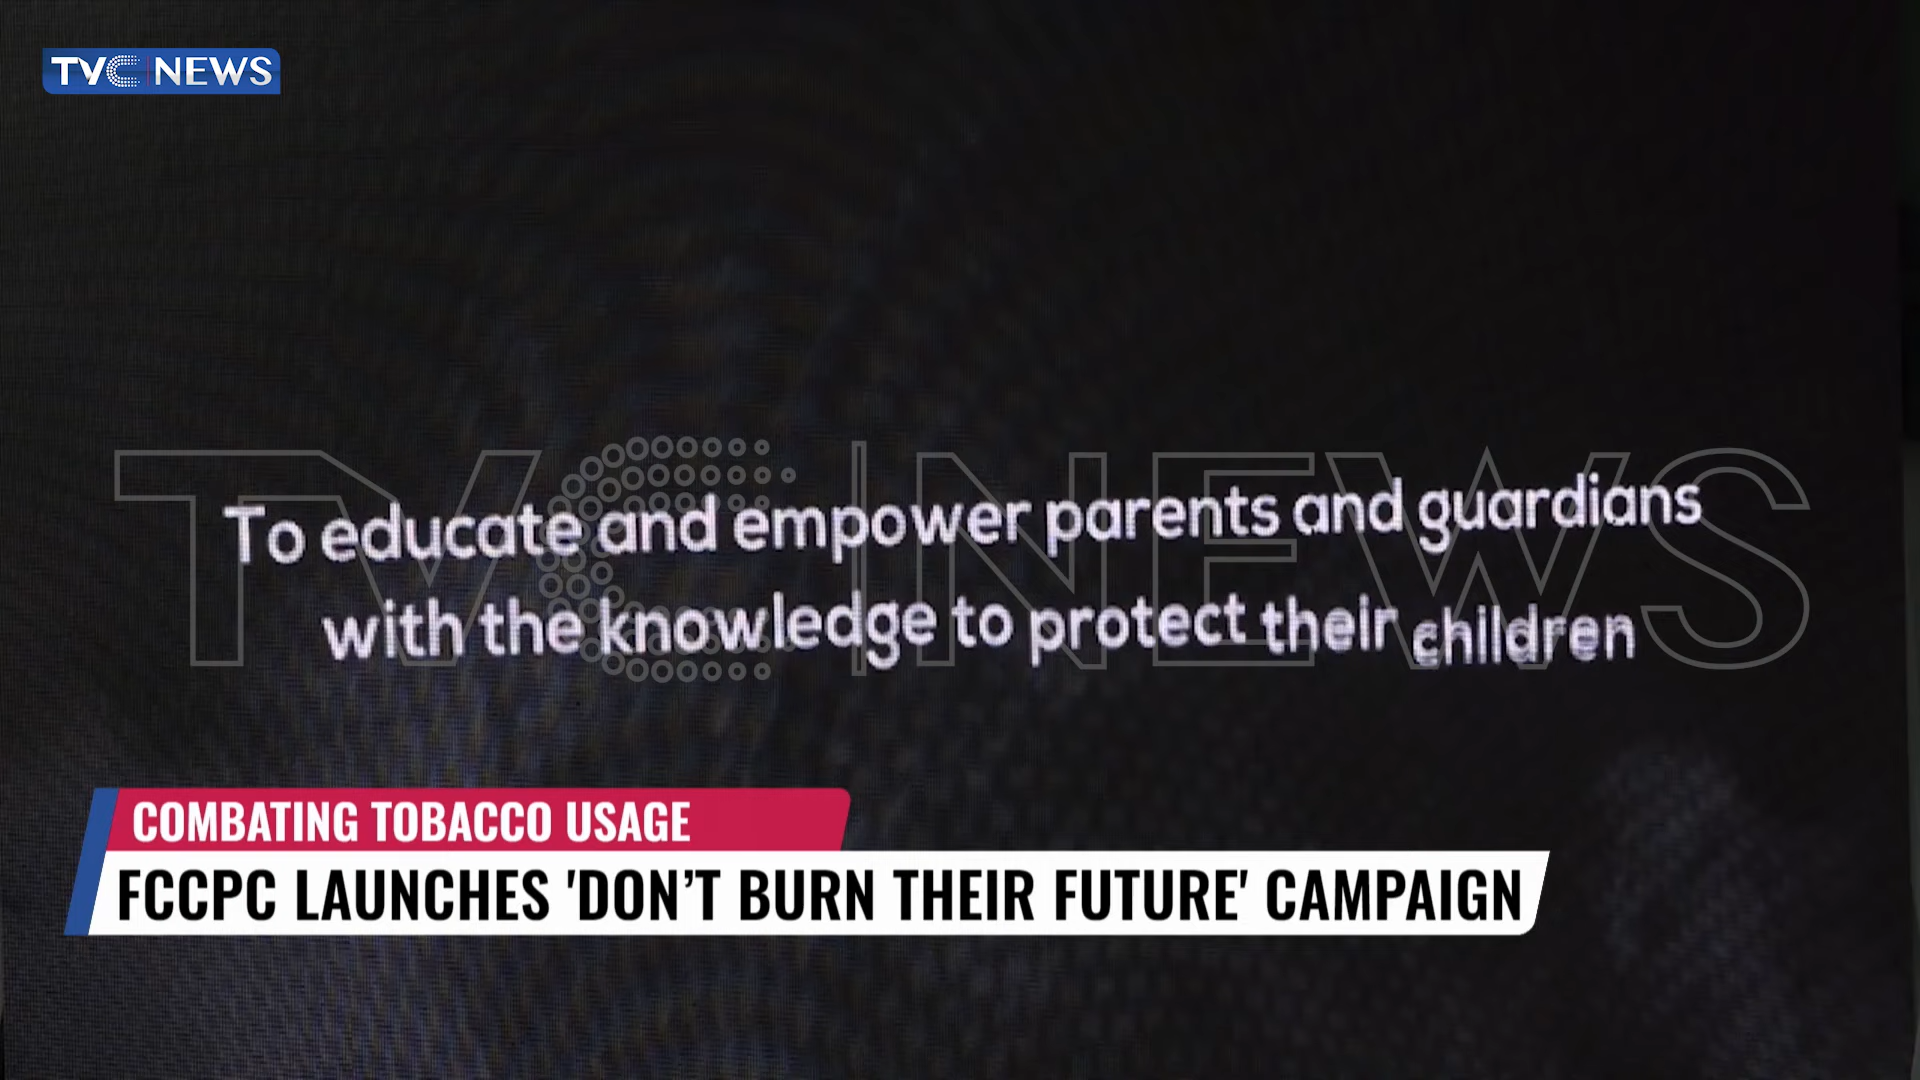 TVC NEWS
To educate and empower parents and guardians
with the knowledge to protect their children
TVC NEWS
COMBATING TOBACCO USAGE
FCCPC LAUNCHES 'DON’T BURN THEIR FUTURE' CAMPAIGN